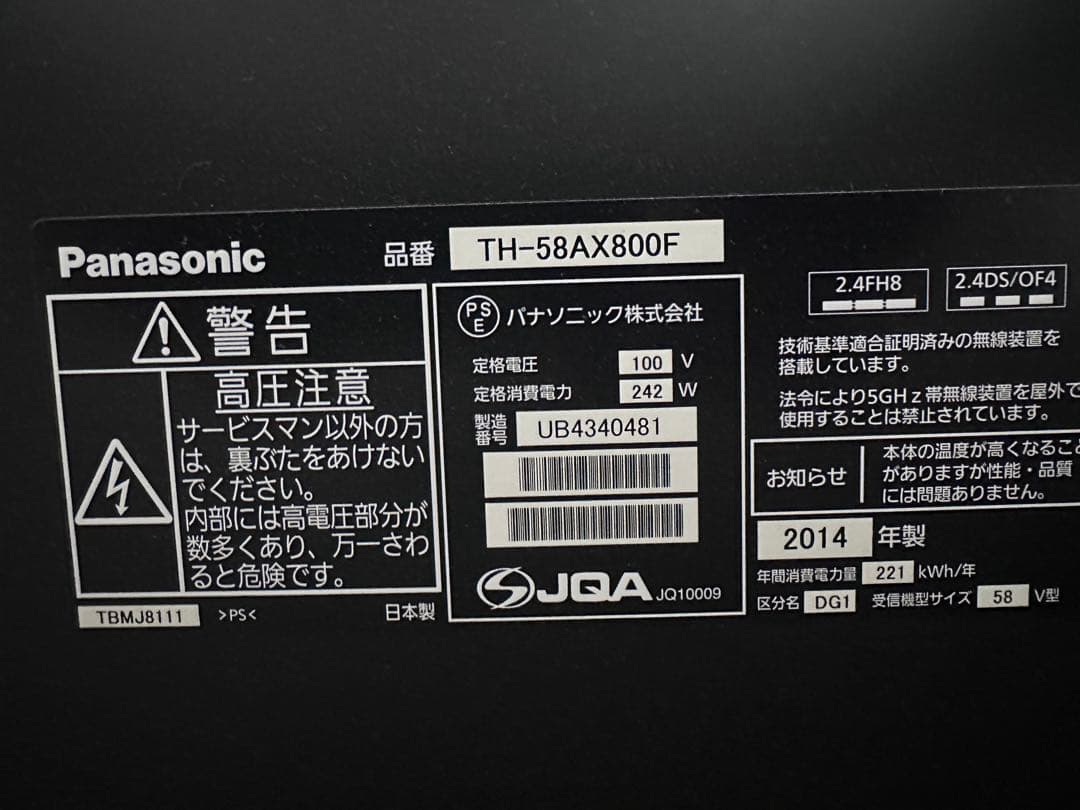 Panasonic
品番 TH-58AX800F
警告
高圧注意
サービスマン以外の方
は、裏ぶたをあけない
でください。
内部には高電圧部分が
数多くあり、万一さわ
ると危険です。
TBMJ8111 >PS< 日本製
PSE パナソニック株式会社
定格電圧 100 V
定格消費電力 242 W
製造番号 UB4340481
JQA JQ10009
2.4FH8 2.4DS/OF4
技術基準適合証明済みの無線装置を
搭載しています。
法令により5GHz帯無線装置を屋外で
使用することは禁止されています。
お知らせ
本体の温度が高くなること
がありますが性能・品質
には問題ありません。
2014 年製
年間消費電力量 221 kWh/年
区分名 DG1 受信機型サイズ 58 V型